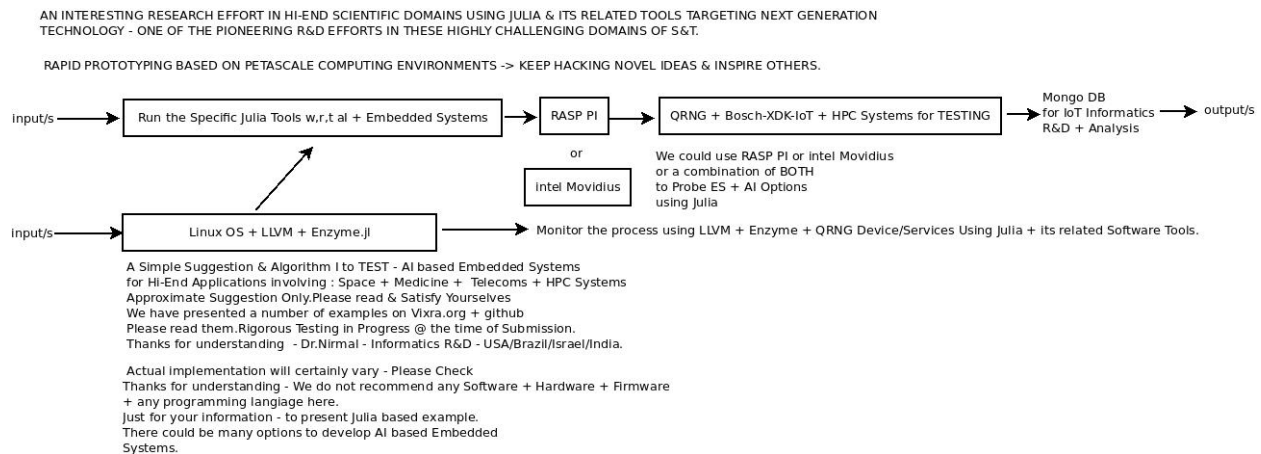 AN INTERESTING RESEARCH EFFORT IN HI-END SCIENTIFIC DOMAINS USING JULIA & ITS RELATED TOOLS TARGETING NEXT GENERATION
TECHNOLOGY - ONE OF THE PIONEERING R&D EFFORTS IN THESE HIGHLY CHALLENGING DOMAINS OF S&T.
RAPID PROTOTYPING BASED ON PETASCALE COMPUTING ENVIRONMENTS -> KEEP HACKING NOVEL IDEAS & INSPIRE OTHERS.
input/s
Run the Specific Julia Tools w,r,t aI + Embedded Systems
RASP PI
QRNG + Bosch-XDK-IoT + HPC Systems for TESTING
Mongo DB
for IoT Informatics
R&D + Analysis
output/s
or
intel Movidius
We could use RASP PI or intel Movidius
or a combination of BOTH
to Probe ES + AI Options
using Julia
input/s
Linux OS + LLVM + Enzyme.jl
Monitor the process using LLVM + Enzyme + QRNG Device/Services Using Julia + its related Software Tools.
A Simple Suggestion & Algorithm I to TEST - AI based Embedded Systems
for Hi-End Applications involving : Space + Medicine + Telecoms + HPC Systems
Approximate Suggestion Only.Please read & Satisfy Yourselves
We have presented a number of examples on Vixra.org + github
Please read them.Rigorous Testing in Progress @ the time of Submission.
Thanks for understanding - Dr.Nirmal - Informatics R&D - USA/Brazil/Israel/India.
Actual implementation will certainly vary - Please Check
Thanks for understanding - We do not recommend any Software + Hardware + Firmware
+ any programming langiage here.
Just for your information - to present Julia based example.
There could be many options to develop AI based Embedded
Systems.